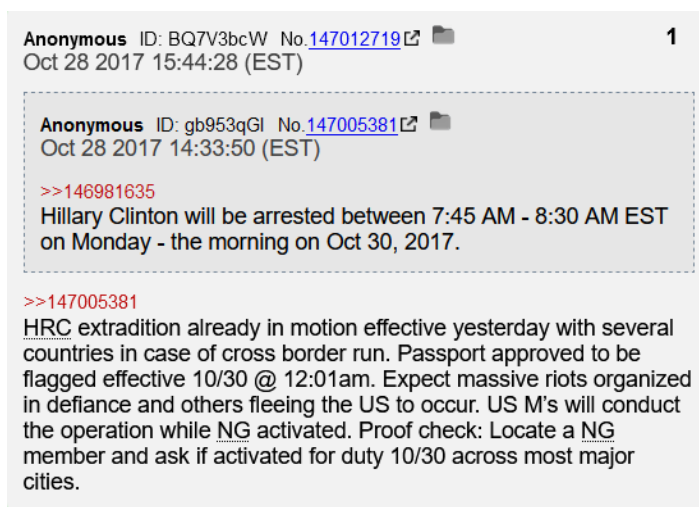 Anonymous ID: BQ7V3bcW No.147012719 1
Oct 28 2017 15:44:28 (EST)
Anonymous ID: gb953qGI No.147005381
Oct 28 2017 14:33:50 (EST)
>>146981635
Hillary Clinton will be arrested between 7:45 AM - 8:30 AM EST
on Monday - the morning on Oct 30, 2017.
>>147005381
HRC extradition already in motion effective yesterday with several
countries in case of cross border run. Passport approved to be
flagged effective 10/30 @ 12:01am. Expect massive riots organized
in defiance and others fleeing the US to occur. US M’s will conduct
the operation while NG activated. Proof check: Locate a NG
member and ask if activated for duty 10/30 across most major
cities.